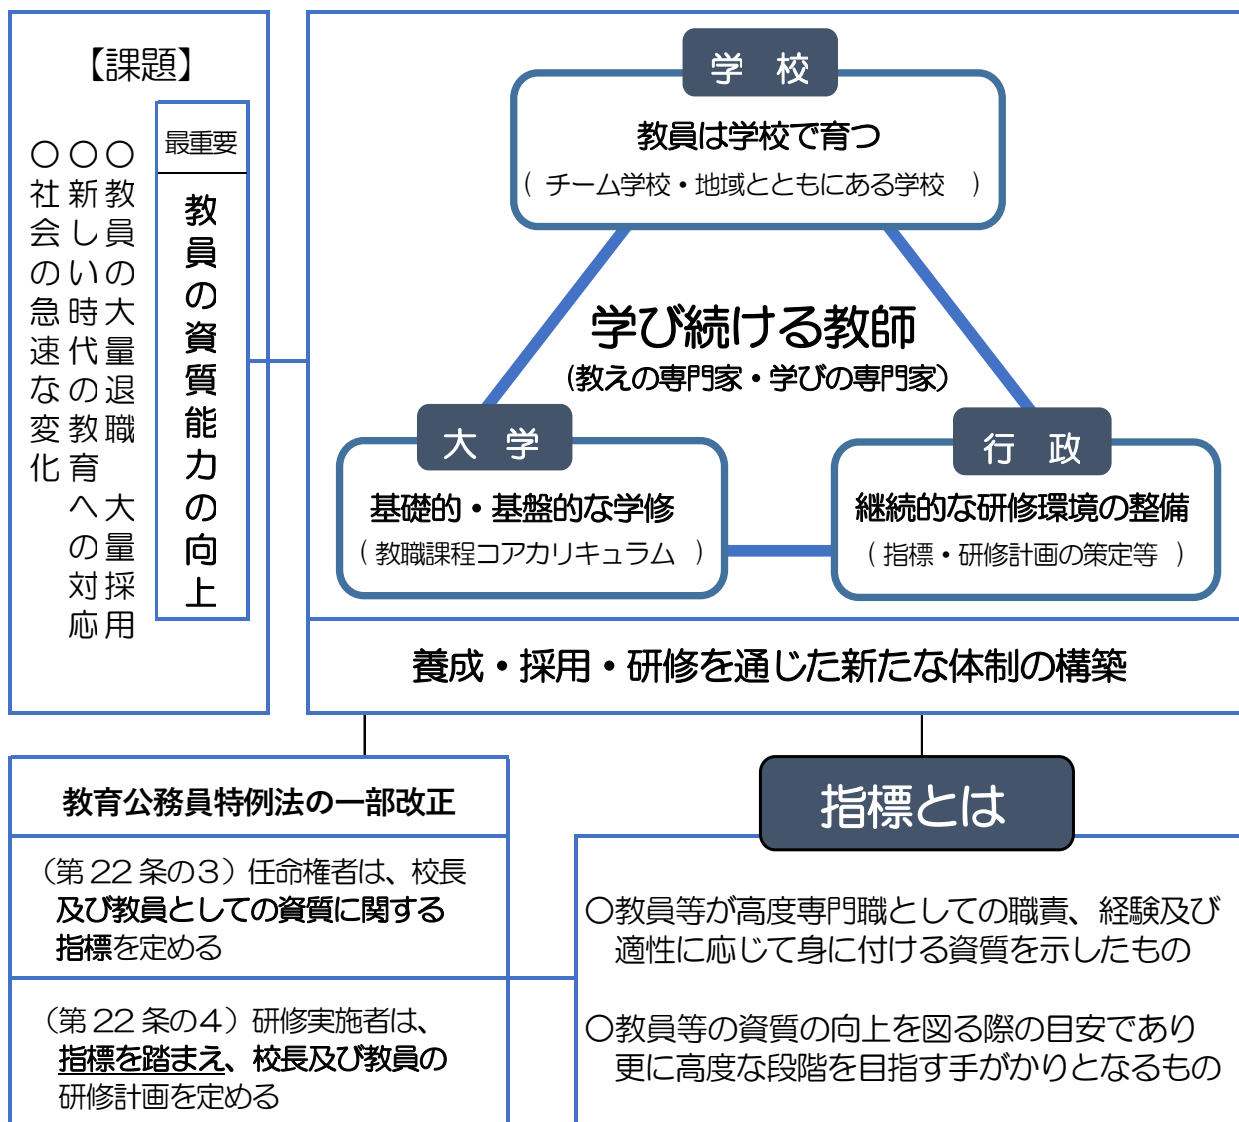 【課題】
最重要
教員の資質能力の向上
○教員の大量退職　大量採用
○新しい時代の教育への対応
○社会の急速な変化
学　校
教員は学校で育つ
(　チーム学校・地域とともにある学校　)
学び続ける教師
(教えの専門家・学びの専門家)
大　学
基礎的・基盤的な学修
(　教職課程コアカリキュラム　)
行　政
継続的な研修環境の整備
(　指標・研修計画の策定等　)
養成・採用・研修を通じた新たな体制の構築
教育公務員特例法の一部改正
（第22条の３）任命権者は、校長
及び教員としての資質に関する
指標を定める
（第22条の４）研修実施者は、
指標を踏まえ、校長及び教員の
研修計画を定める
指標とは
○教員等が高度専門職としての職責、経験及び
適性に応じて身に付ける資質を示したもの
○教員等の資質の向上を図る際の目安であり
更に高度な段階を目指す手がかりとなるもの